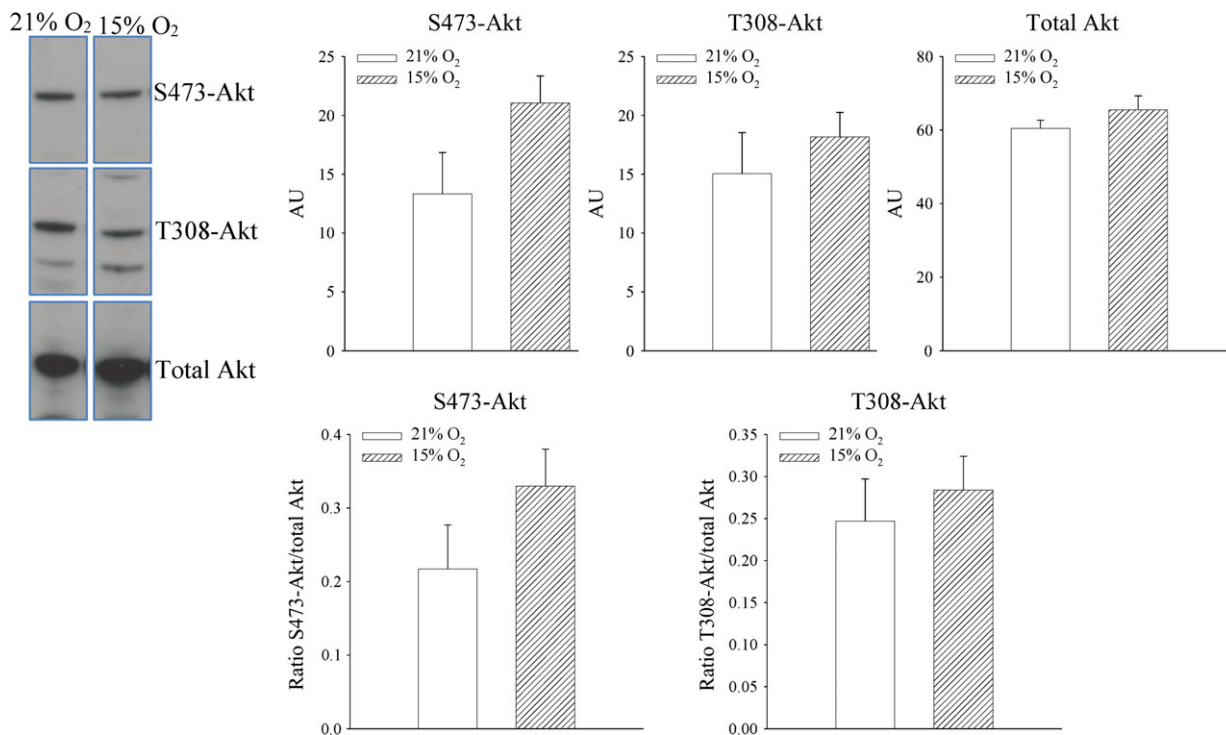 21% O₂ 15% O₂
S473-Akt
T308-Akt
Total Akt
S473-Akt
21% O₂
15% O₂
AU
25
20
15
10
5
0
T308-Akt
21% O₂
15% O₂
AU
25
20
15
10
5
0
Total Akt
21% O₂
15% O₂
AU
80
60
40
20
0
S473-Akt
21% O₂
15% O₂
Ratio S473-Akt/total Akt
0.4
0.3
0.2
0.1
0.0
T308-Akt
21% O₂
15% O₂
Ratio T308-Akt/total Akt
0.35
0.30
0.25
0.20
0.15
0.10
0.05
0.00